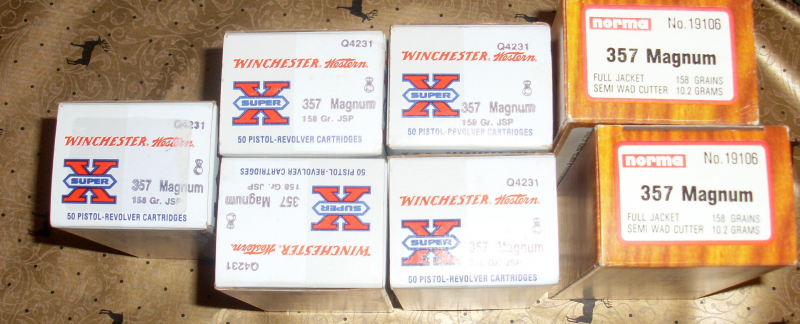 Q4231
WINCHESTER Western
SUPER X
357 Magnum
158 Gr. JSP
50 PISTOL-REVOLVER CARTRIDGES
Q4231
WINCHESTER Western
SUPER X
357 Magnum
158 Gr. JSP
50 PISTOL-REVOLVER CARTRIDGES
Q4231
WINCHESTER Western
SUPER X
357 Magnum
158 Gr. JSP
50 PISTOL-REVOLVER CARTRIDGES
norma No. 19106
357 Magnum
FULL JACKET 158 GRAINS
SEMI WAD CUTTER 10.2 GRAMS
Q4231
WINCHESTER Western
SUPER X
357 Magnum
158 Gr. JSP
50 PISTOL-REVOLVER CARTRIDGES
Q4231
WINCHESTER Western
SUPER X
357 Magnum
Gr. JSP
50 PISTOL-REVOLVER CARTRIDGES
norma No. 19106
357 Magnum
FULL JACKET 158 GRAINS
SEMI WAD CUTTER 10.2 GRAMS